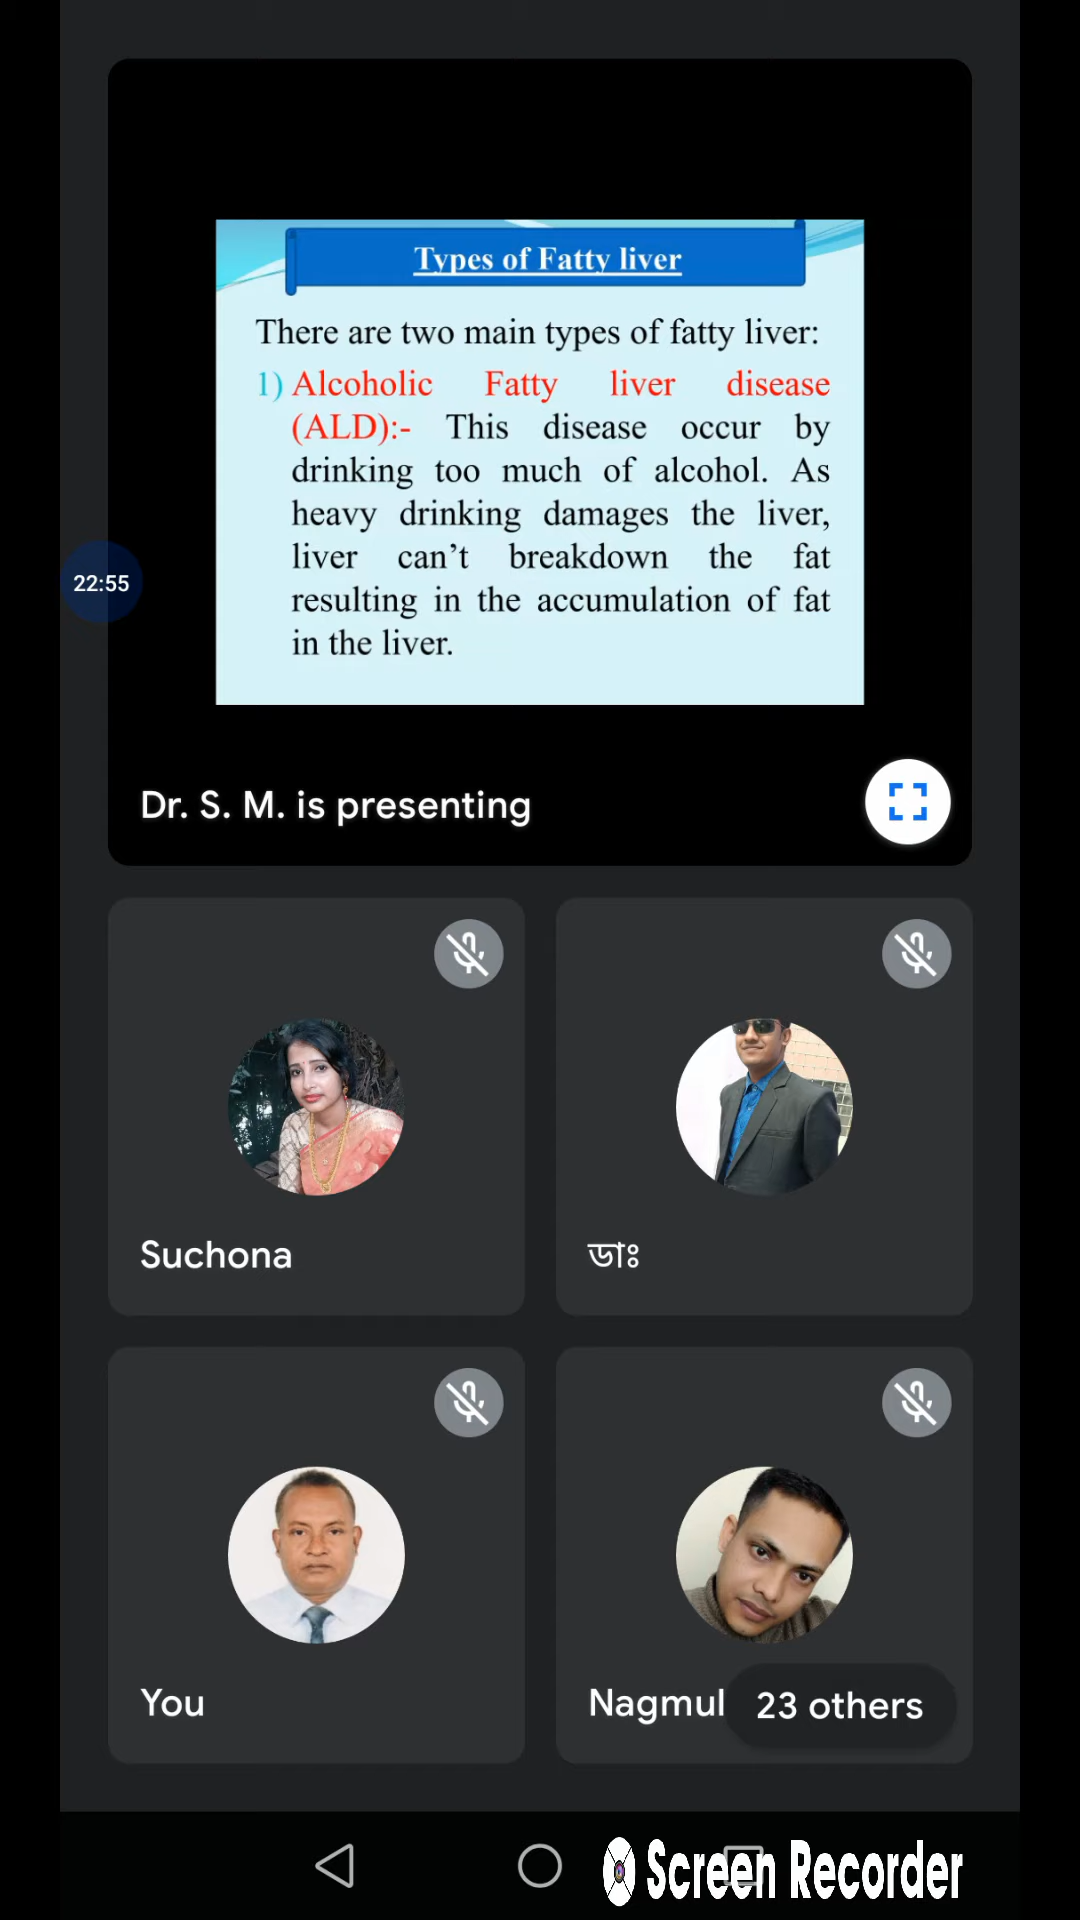 Types of Fatty liver
There are two main types of fatty liver:
1) Alcoholic Fatty liver disease
(ALD):- This disease occur by
drinking too much of alcohol. As
heavy drinking damages the liver,
liver can't breakdown the fat
resulting in the accumulation of fat
in the liver.
22:55
Dr. S. M. is presenting
Suchona
ডাঃ
You
Nagmul
23 others
Screen Recorder